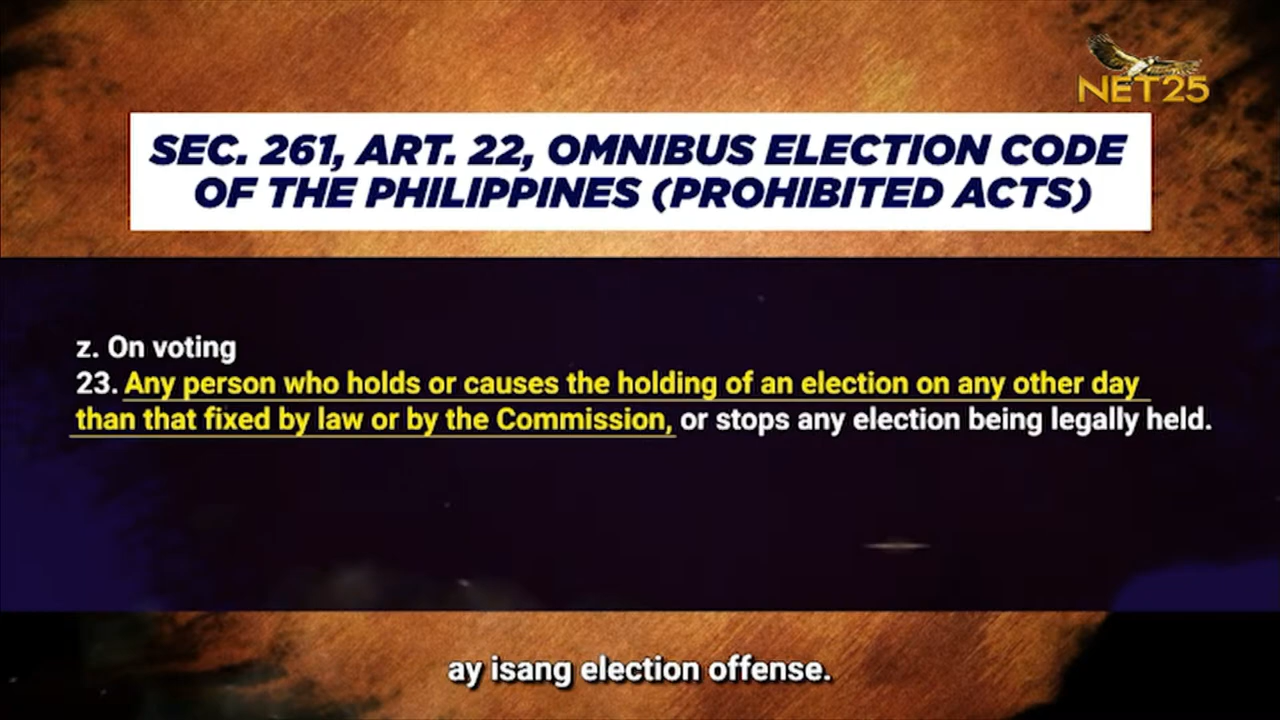 NET25
SEC. 261, ART. 22, OMNIBUS ELECTION CODE
OF THE PHILIPPINES (PROHIBITED ACTS)
z. On voting
23. Any person who holds or causes the holding of an election on any other day
than that fixed by law or by the Commission, or stops any election being legally held.
ay isang election offense.